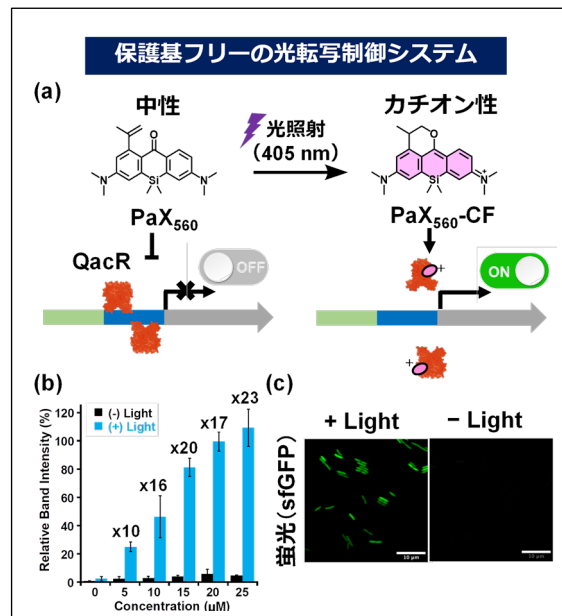 保護基フリーの光転写制御システム
(a)
中性
カチオン性
光照射
(405 nm)
O
Si
N
N
O
Si
N
N+
PaX560
PaX560-CF
QacR
OFF
+
ON
+
(b)
Relative Band Intensity (%)
120
100
80
60
40
20
0
(-) Light
(+) Light
x10
x16
x20
x17
x23
0 5 10 15 20 25
Concentration (µM)
(c)
+ Light
− Light
蛍光(sfGFP)
10 µm
10 µm